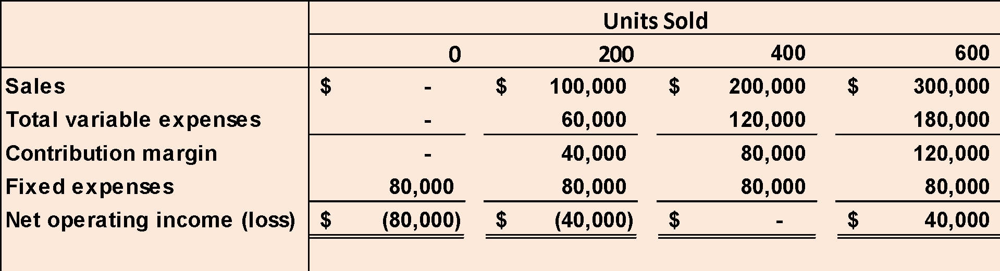 Units Sold
0 200 400 600
Sales $ - $ 100,000 $ 200,000 $ 300,000
Total variable expenses - 60,000 120,000 180,000
Contribution margin - 40,000 80,000 120,000
Fixed expenses 80,000 80,000 80,000 80,000
Net operating income (loss) $ (80,000) $ (40,000) $ - $ 40,000